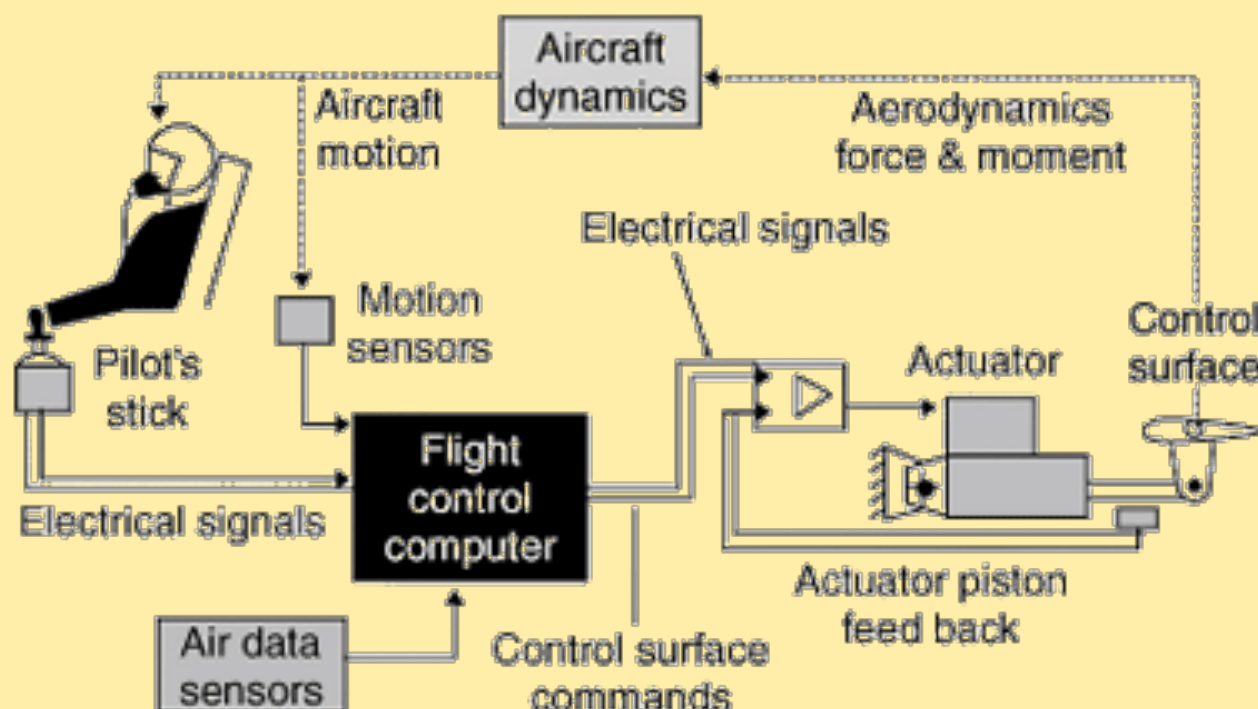 Aircraft
dynamics
Aircraft
motion
Aerodynamics
force & moment
Electrical signals
Motion
sensors
Control
surface
Pilot's
stick
Actuator
Flight
control
computer
Electrical signals
Actuator piston
feed back
Air data
sensors
Control surface
commands